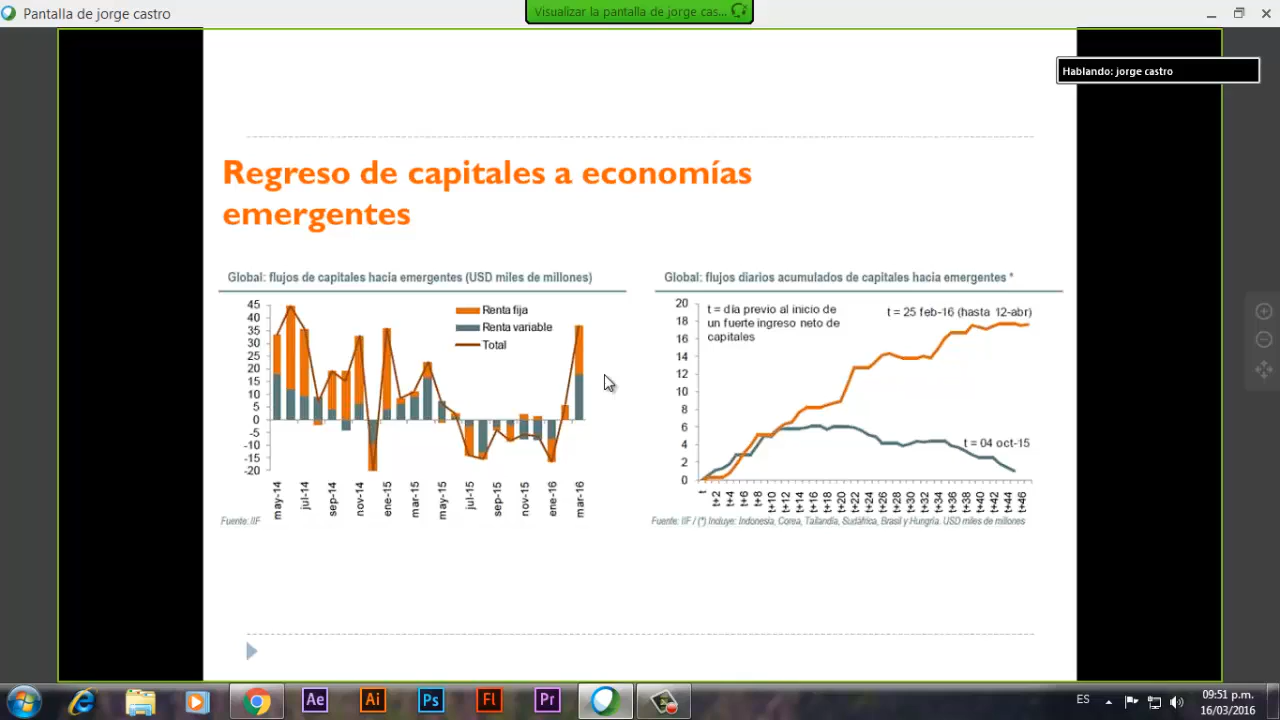 Pantalla de jorge castro
Visualizar la pantalla de jorge cas...
Hablando: jorge castro
Regreso de capitales a economías
emergentes
Global: flujos de capitales hacia emergentes (USD miles de millones)
45
40
35
30
25
20
15
10
5
0
-5
-10
-15
-20
Renta fija
Renta variable
Total
may-14
jul-14
sep-14
nov-14
ene-15
mar-15
may-15
jul-15
sep-15
nov-15
ene-16
mar-16
Fuente: IIF
Global: flujos diarios acumulados de capitales hacia emergentes *
20
18
16
14
12
10
8
6
4
2
0
t = día previo al inicio de
un fuerte ingreso neto de
capitales
t = 25 feb-16 (hasta 12-abr)
t = 04 oct-15
t
t+2
t+4
t+6
t+8
t+10
t+12
t+14
t+16
t+18
t+20
t+22
t+24
t+26
t+28
t+30
t+32
t+34
t+36
t+38
t+40
t+42
t+44
t+46
Fuente: IIF / (*) Incluye: Indonesia, Corea, Tailandia, Sudáfrica, Brasil y Hungría. USD miles de millones
Ae
Ai
Ps
Fl
Pr
ES
09:51 p.m.
16/03/2016